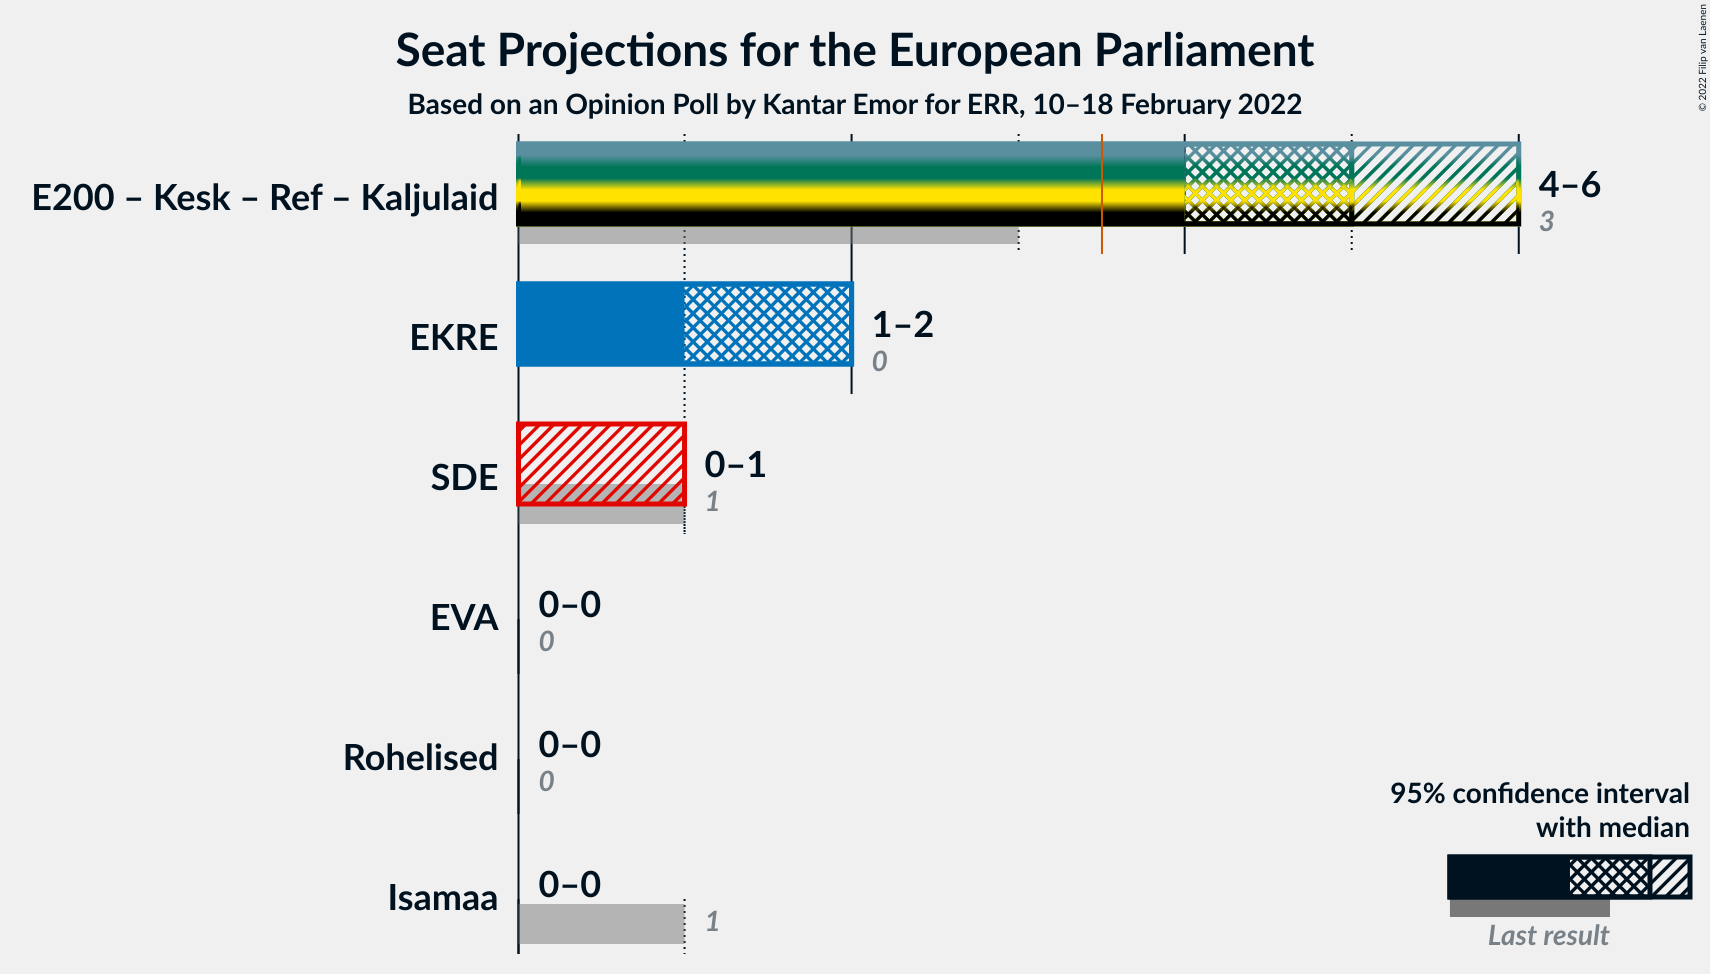 Seat Projections for the European Parliament
Based on an Opinion Poll by Kantar Emor for ERR, 10–18 February 2022
© 2022 Filip van Laenen
E200 – Kesk – Ref – Kaljulaid
4–6
3
EKRE
1–2
0
SDE
0–1
1
EVA
0–0
0
Rohelised
0–0
0
Isamaa
0–0
1
95% confidence interval
with median
Last result